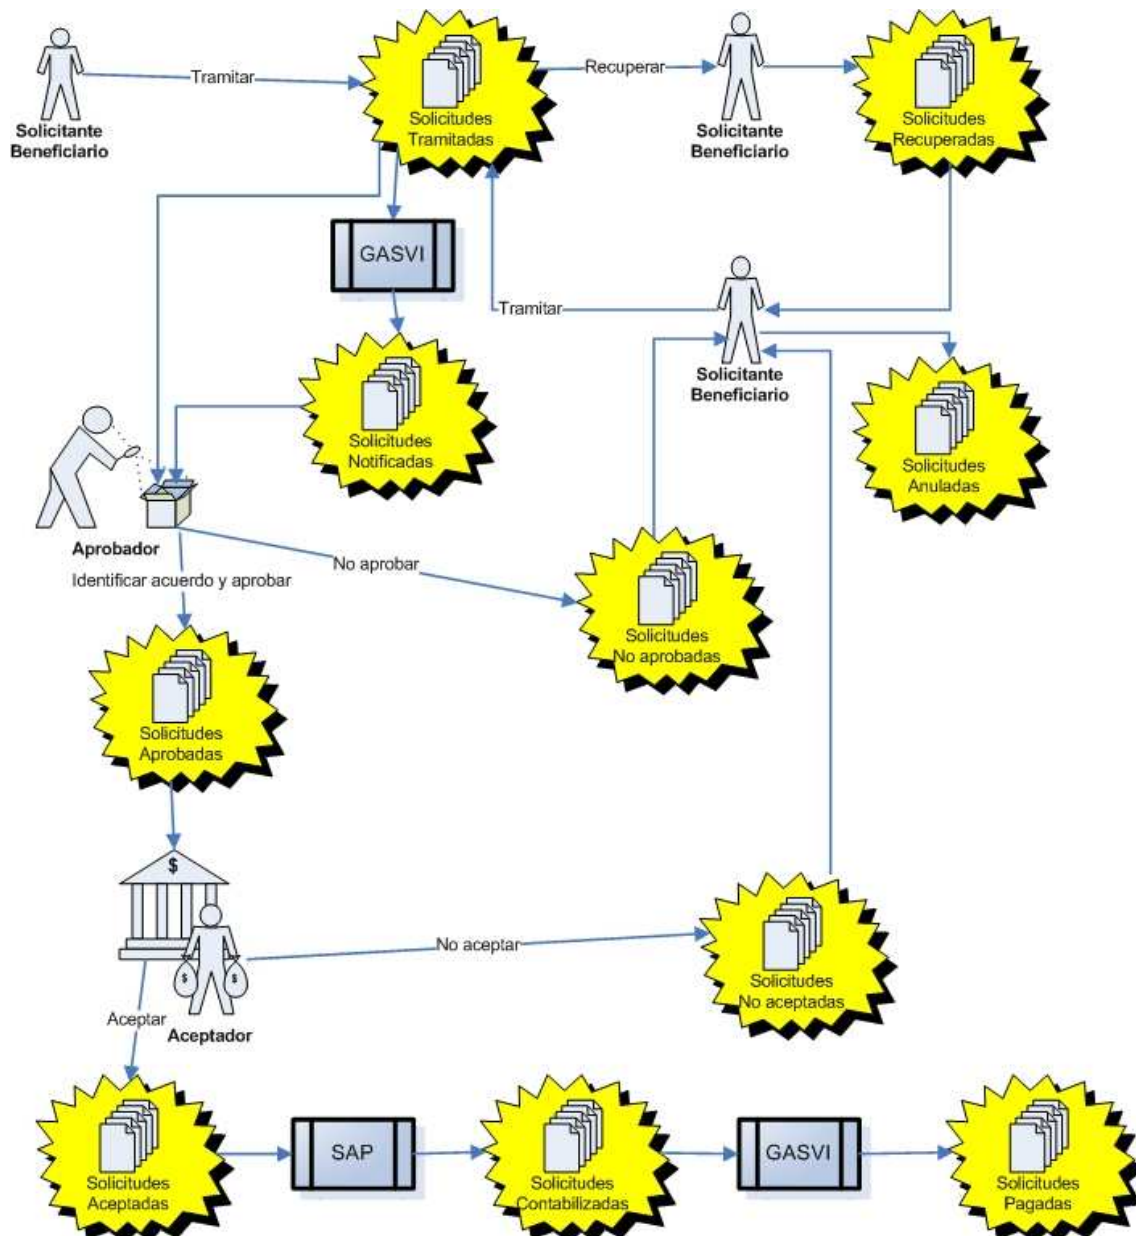 Tramitar
Solicitante
Beneficiario
Solicitudes
Tramitadas
Recuperar
Solicitante
Beneficiario
Solicitudes
Recuperadas
GASVI
Tramitar
Solicitante
Beneficiario
Solicitudes
Notificadas
Solicitudes
Anuladas
Aprobador
Identificar acuerdo y aprobar
No aprobar
Solicitudes
No aprobadas
Solicitudes
Aprobadas
$
No aceptar
$ $
Solicitudes
No aceptadas
Aceptar
Aceptador
Solicitudes
Aceptadas
SAP
Solicitudes
Contabilizadas
GASVI
Solicitudes
Pagadas